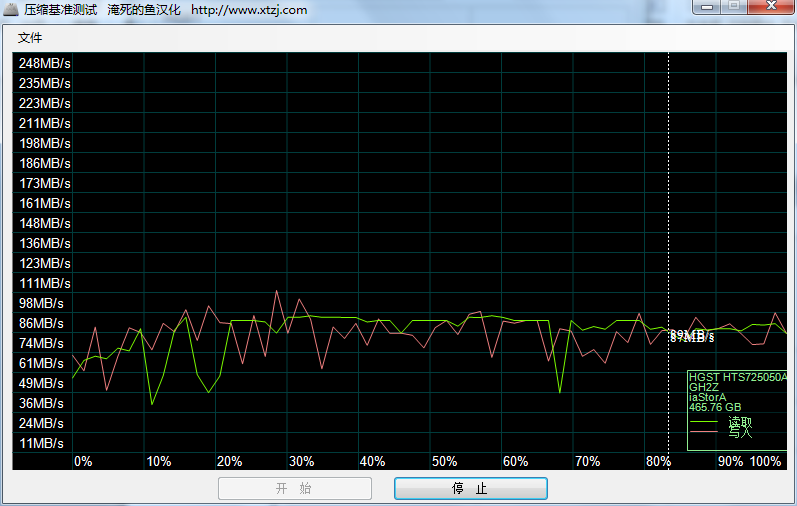 压缩基准测试 淹死的鱼汉化 http://www.xtzj.com
文件
248MB/s
235MB/s
223MB/s
211MB/s
198MB/s
186MB/s
173MB/s
161MB/s
148MB/s
136MB/s
123MB/s
111MB/s
98MB/s
86MB/s
74MB/s
61MB/s
49MB/s
36MB/s
24MB/s
11MB/s
87MB/s
HGST HTS725050A
GH2Z
iaStorA
465.76 GB
读取
写入
0% 10% 20% 30% 40% 50% 60% 70% 80% 90% 100%
开 始 停 止